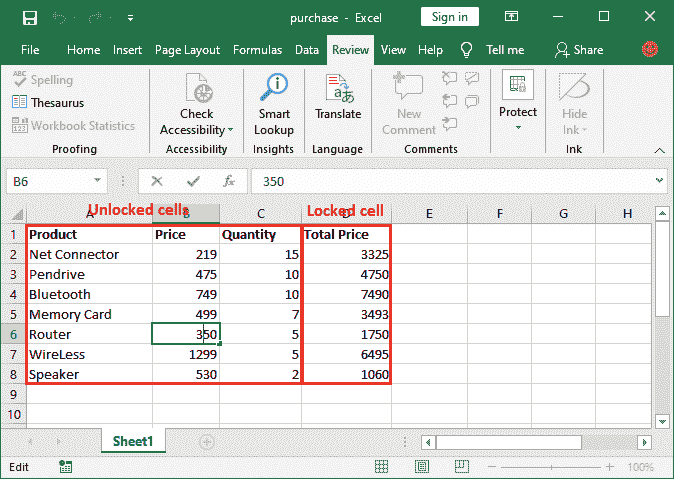 purchase - Excel
Sign in
File Home Insert Page Layout Formulas Data Review View Help Tell me Share
ABC
Spelling
Thesaurus
123
Workbook Statistics
Proofing
Check Accessibility
Accessibility
Smart Lookup
Insights
Translate
Language
New Comment
Comments
Protect
Hide Ink
Ink
B6 fx 350
Unlocked cells Locked cell
A B C D E F G H
1 Product Price Quantity Total Price
2 Net Connector 219 15 3325
3 Pendrive 475 10 4750
4 Bluetooth 749 10 7490
5 Memory Card 499 7 3493
6 Router 350 5 1750
7 WireLess 1299 5 6495
8 Speaker 530 2 1060
9
10
Sheet1
Edit 100%